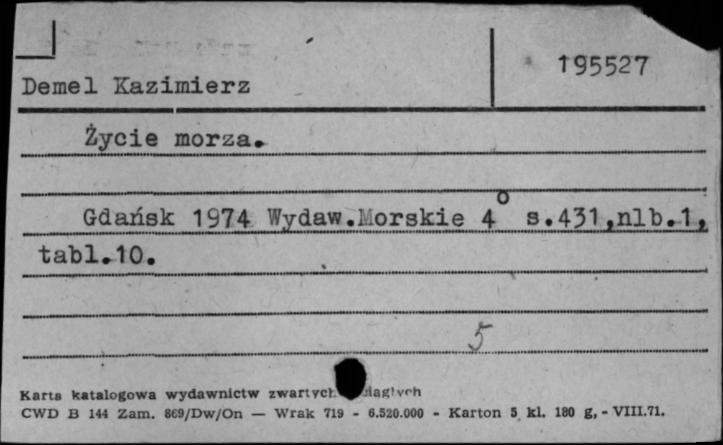 195527
Demel Kazimierz
Życie morza.
Gdańsk 1974 Wydaw.Morskie 4° s.431,nlb.1,
tabl.10.
5
Karta katalogowa wydawnictw zwartych
CWD B 144 Zam. 869/Dw/On — Wrak 719 - 6.520.000 - Karton 5 kl. 180 g, - VIII.71.